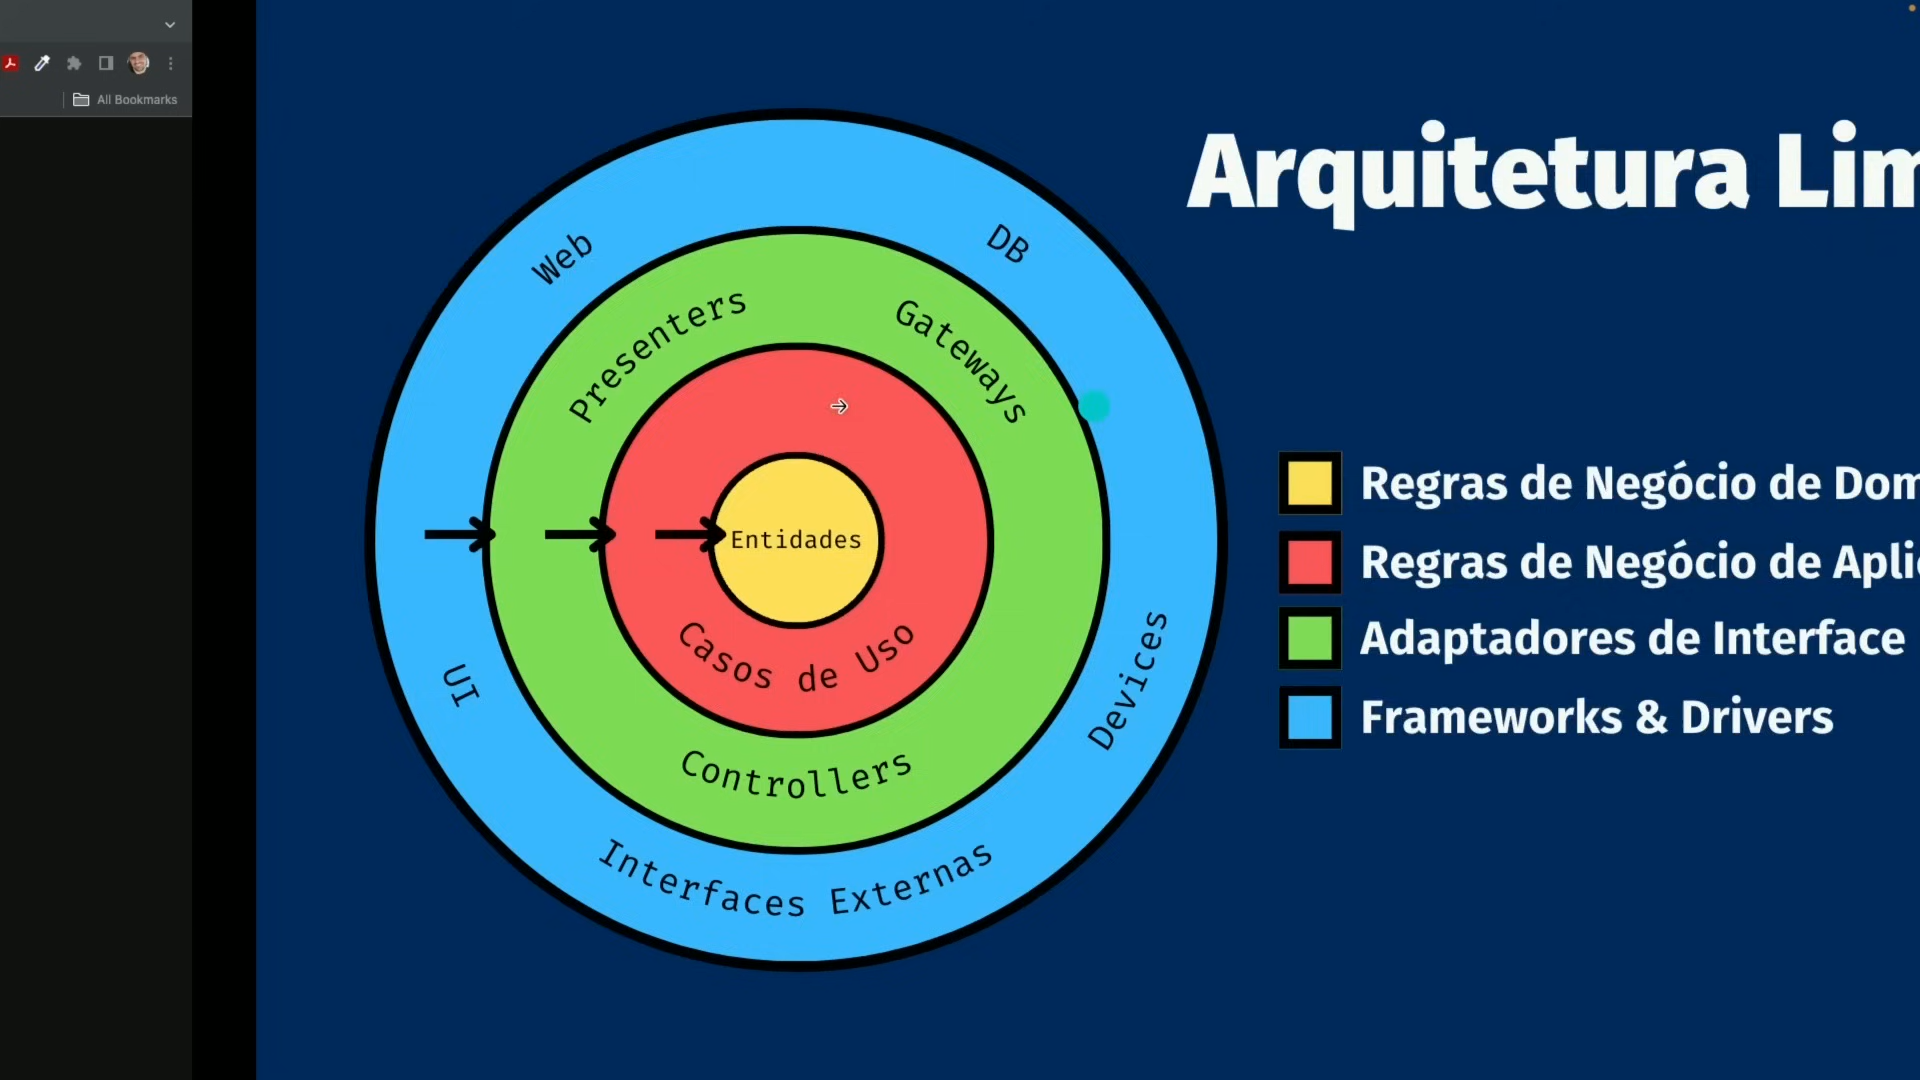 All Bookmarks
Arquitetura Lim
Web
DB
Presenters
Gateways
Entidades
Casos de Uso
UI
Devices
Controllers
Interfaces Externas
Regras de Negócio de Dom
Regras de Negócio de Aplic
Adaptadores de Interface
Frameworks & Drivers